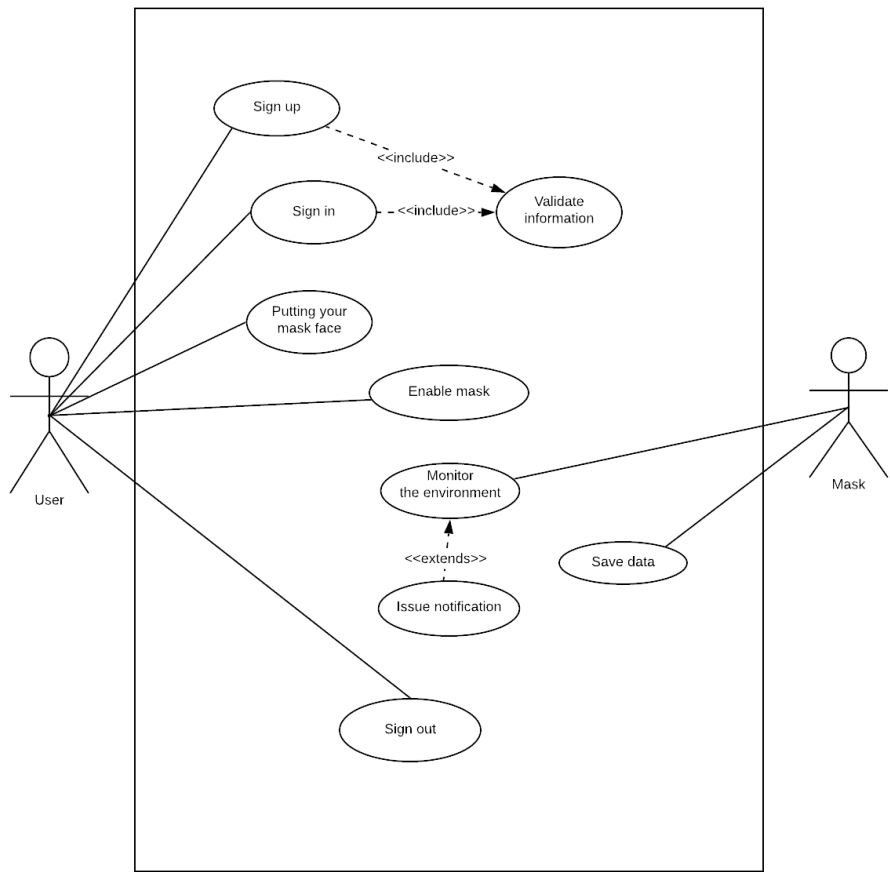 Sign up
<<include>>
Sign in
<<include>>
Validate
information
Putting your
mask face
Enable mask
Monitor
the environment
Mask
User
<<extends>>
Save data
Issue notification
Sign out